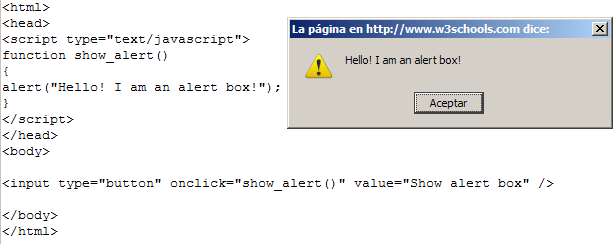 <html>
<head>
<script type="text/javascript">
function show_alert()
{
alert("Hello! I am an alert box!");
}
</script>
</head>
<body>
<input type="button" onclick="show_alert()" value="Show alert box" />
</body>
</html>
La página en http://www.w3schools.com dice:
Hello! I am an alert box!
Aceptar